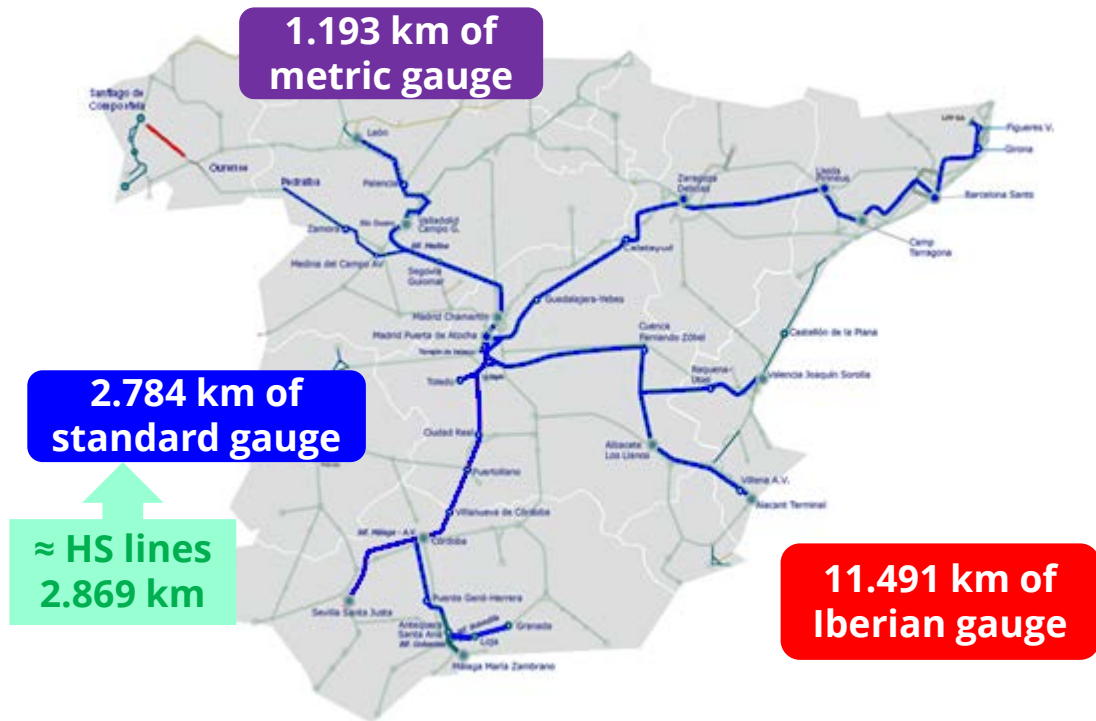 1.193 km of
metric gauge
Santiago de
Compostela
León
Ourense
Pedralba
Palencia
Zamora
Valladolid
Campo G.
Medina del Campo AV
Segovia
Guiomar
Figueres V.
Girona
Zaragoza
Delicias
Barcelona Sants
Camp
Tarragona
Calatayud
Guadalajara-Yebes
Madrid Chamartín
Madrid Puerta de Atocha
Cuenca
Fernando Zóbel
Castellón de la Plana
Toledo
Requena-
Utiel
Valencia Joaquín Sorolla
2.784 km of
standard gauge
Ciudad Real
Albacete
Los Llanos
Puertollano
Villena A.V.
Alacant Terminal
Villanueva de Córdoba
≈ HS lines
2.869 km
Córdoba
11.491 km of
Iberian gauge
Sevilla Santa Justa
Puente Genil-Herrera
Antequera
Santa Ana
Granada
Loja
Málaga María Zambrano